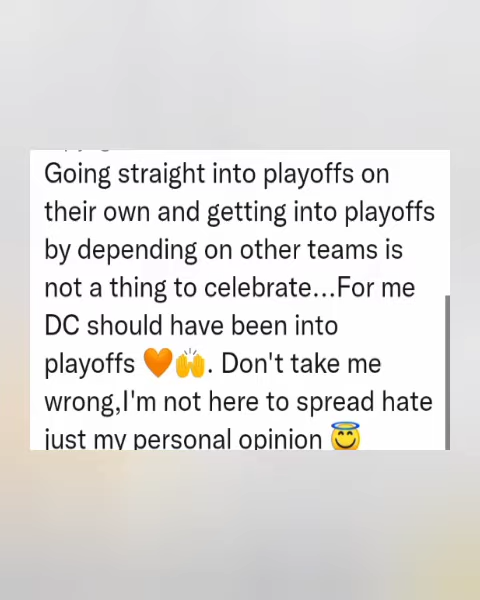 Going straight into playoffs on
their own and getting into playoffs
by depending on other teams is
not a thing to celebrate...For me
DC should have been into
playoffs 🧡🙌. Don't take me
wrong,I'm not here to spread hate
just my personal opinion 😇